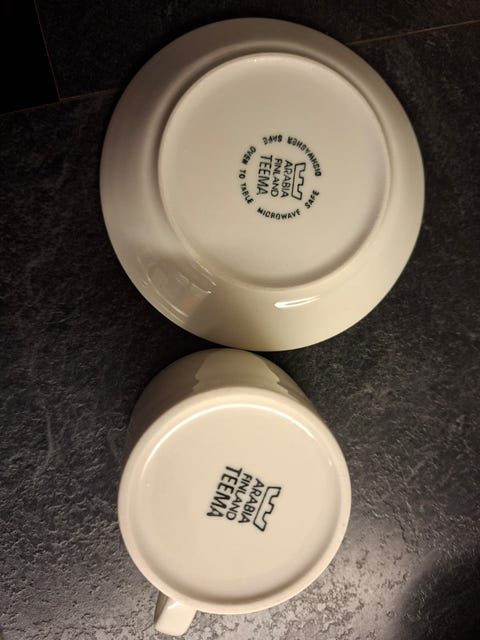 DISHWASHER SAFE OVEN TO TABLE MICROWAVE SAFE
ARABIA
FINLAND
TEEMA
ARABIA
FINLAND
TEEMA